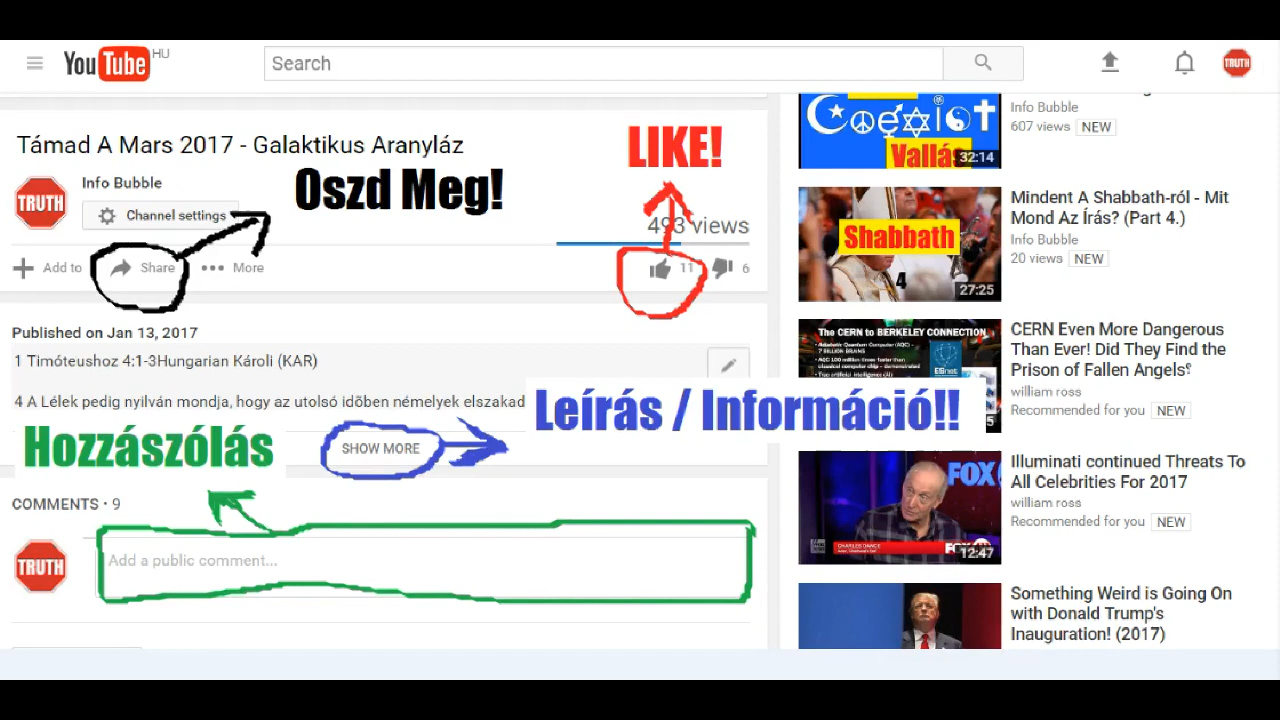 YouTube HU
Search
TRUTH
Támad A Mars 2017 - Galaktikus Aranyláz
LIKE!
TRUTH
Info Bubble
Oszd Meg!
Channel settings
493 views
Add to
Share
More
11
6
Published on Jan 13, 2017
1 Timóteushoz 4:1-3Hungarian Károli (KAR)
4 A Lélek pedig nyilván mondja, hogy az utolsó időben némelyek elszakad
Leírás / Információ!!
Hozzászólás
SHOW MORE
COMMENTS • 9
TRUTH
Add a public comment...
Vallás
32:14
Info Bubble
607 views NEW
Shabbath
4
27:25
Mindent A Shabbath-ról - Mit
Mond Az Írás? (Part 4.)
Info Bubble
20 views NEW
The CERN to BERKELEY CONNECTION
CERN Even More Dangerous
Than Ever! Did They Find the
Prison of Fallen Angels
william ross
Recommended for you NEW
FOX
CHARLES DANCE
12:47
Illuminati continued Threats To
All Celebrities For 2017
william ross
Recommended for you NEW
Something Weird is Going On
with Donald Trump's
Inauguration! (2017)